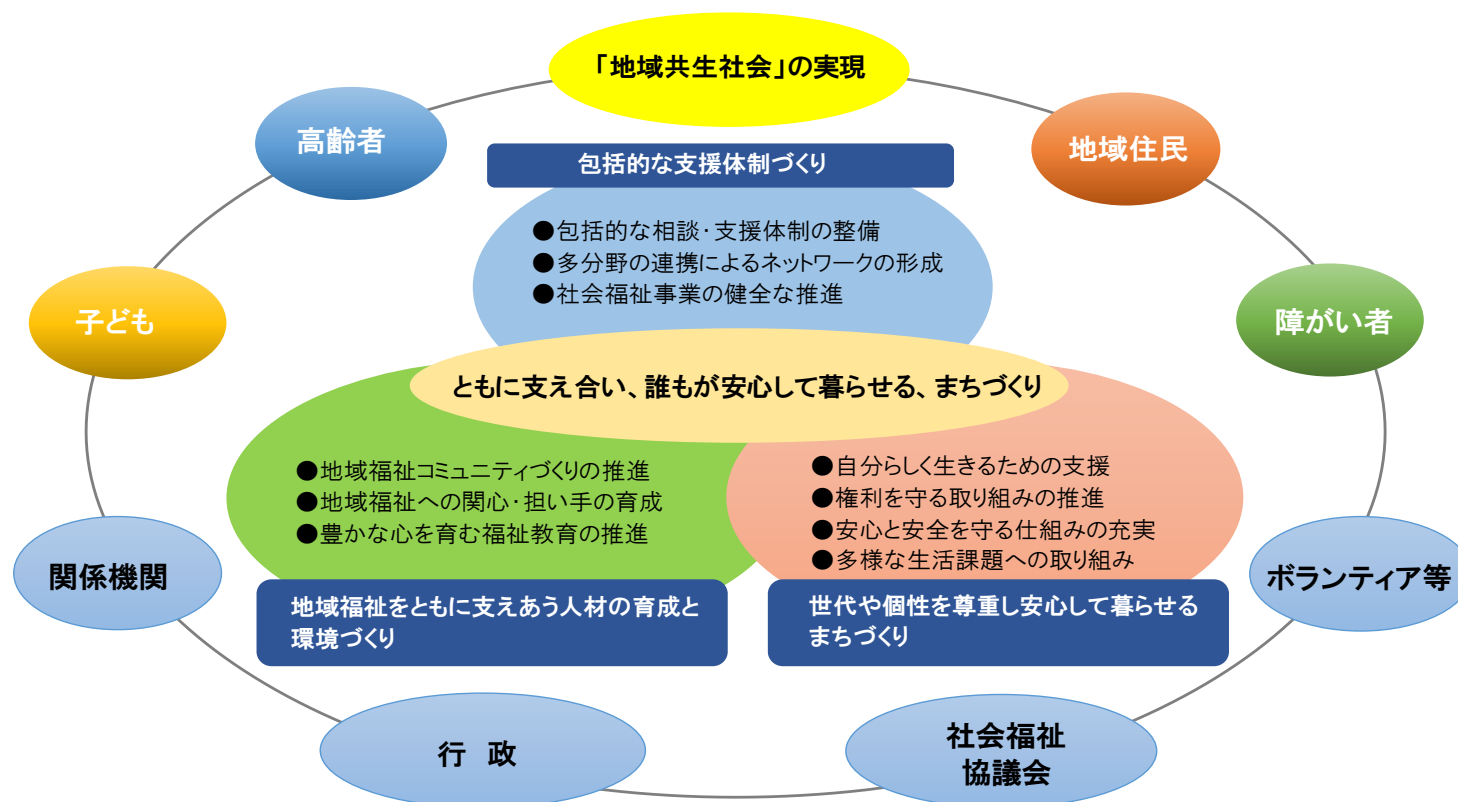 「地域共生社会」の実現
高齢者
地域住民
包括的な支援体制づくり
●包括的な相談・支援体制の整備
●多分野の連携によるネットワークの形成
●社会福祉事業の健全な推進
子ども
障がい者
ともに支え合い、誰もが安心して暮らせる、まちづくり
●地域福祉コミュニティづくりの推進
●地域福祉への関心・担い手の育成
●豊かな心を育む福祉教育の推進
●自分らしく生きるための支援
●権利を守る取り組みの推進
●安心と安全を守る仕組みの充実
●多様な生活課題への取り組み
関係機関
ボランティア等
地域福祉をともに支えあう人材の育成と
環境づくり
世代や個性を尊重し安心して暮らせる
まちづくり
行 政
社会福祉
協議会